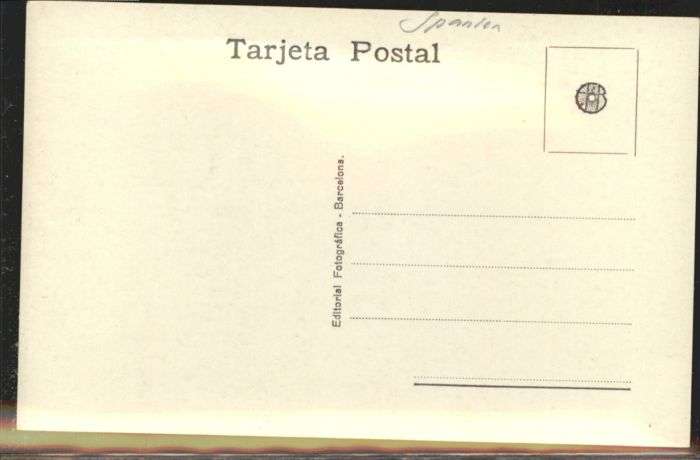 Spanien
Tarjeta Postal
Editorial Fotográfica - Barcelona.